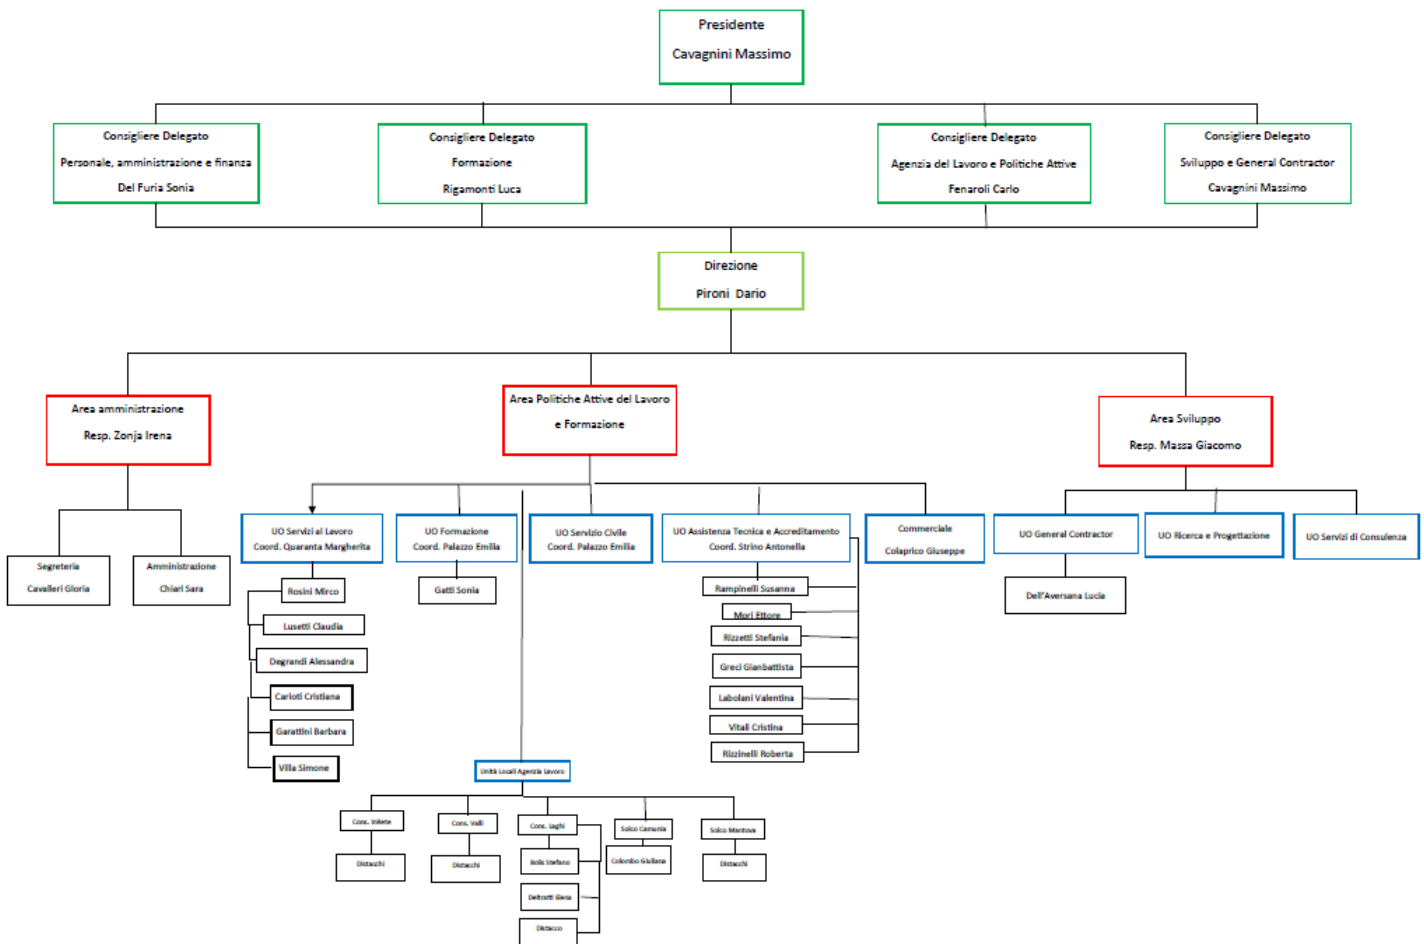 Presidente
Cavagnini Massimo
Consigliere Delegato
Personale, amministrazione e finanza
Del Furia Sonia
Consigliere Delegato
Formazione
Rigamonti Luca
Consigliere Delegato
Agenzia del Lavoro e Politiche Attive
Fenaroli Carlo
Consigliere Delegato
Sviluppo e General Contractor
Cavagnini Massimo
Direzione
Pironi Dario
Area amministrazione
Resp. Zonja Irena
Area Politiche Attive del Lavoro
e Formazione
Area Sviluppo
Resp. Massa Giacomo
UO Servizi al Lavoro
Coord. Quaranta Margherita
UO Formazione
Coord. Palazzo Emilia
UO Servizio Civile
Coord. Palazzo Emilia
UO Assistenza Tecnica e Accreditamento
Coord. Strino Antonella
Commerciale
Colaprico Giuseppe
UO General Contractor
UO Ricerca e Progettazione
UO Servizi di Consulenza
Segreteria
Cavalleri Gloria
Amministrazione
Chiari Sara
Rosini Mirco
Lusetti Claudia
Degrandi Alessandra
Carioti Cristiana
Garattini Barbara
Villa Simone
Gatti Sonia
Rampinelli Susanna
Mori Ettore
Rizzetti Stefania
Greci Gianbattista
Labolani Valentina
Vitali Cristina
Rizzinelli Roberta
Dell'Aversana Lucia
Unità Locali Agenzia Lavoro
Cons. Inrete
Distacchi
Cons. Valli
Distacchi
Cons. Laghi
Bolis Stefano
Elena
Distacco
Solco Camunia
Colombo Giuliana
Solco Mantova
Distacchi